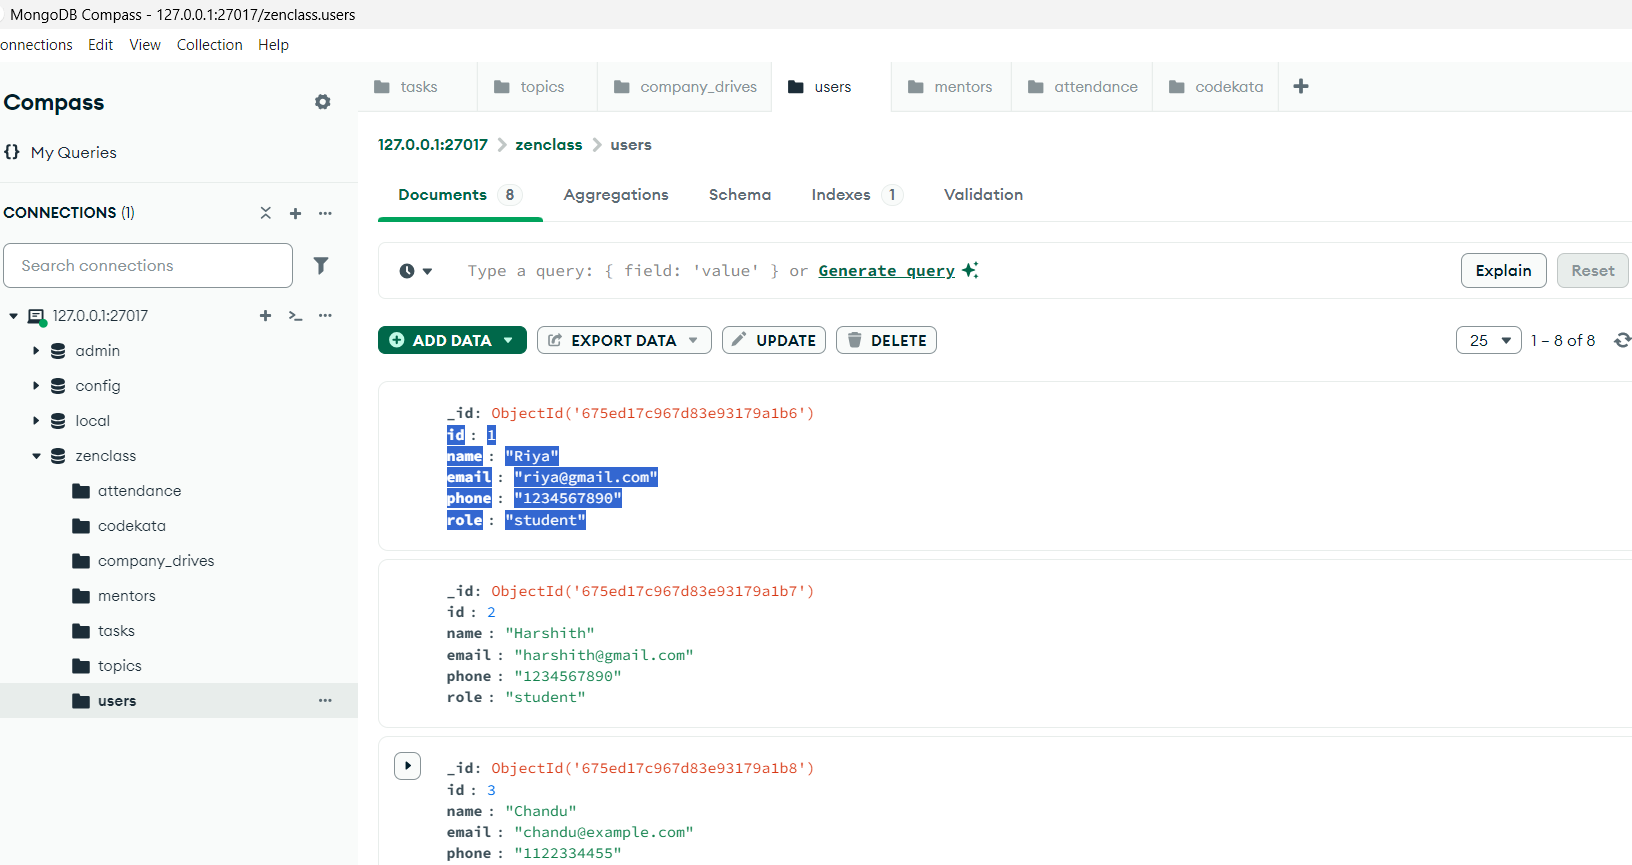 MongoDB Compass - 127.0.0.1:27017/zenclass.users
onnections Edit View Collection Help
Compass
{} My Queries
CONNECTIONS (1)
Search connections
127.0.0.1:27017
admin
config
local
zenclass
attendance
codekata
company_drives
mentors
tasks
topics
users
tasks topics company_drives users mentors attendance codekata
127.0.0.1:27017 > zenclass > users
Documents 8 Aggregations Schema Indexes 1 Validation
Type a query: { field: 'value' } or Generate query
Explain Reset
ADD DATA EXPORT DATA UPDATE DELETE
25 1 – 8 of 8
_id: ObjectId('675ed17c967d83e93179a1b6')
id : 1
name : "Riya"
email : "riya@gmail.com"
phone : "1234567890"
role : "student"
_id: ObjectId('675ed17c967d83e93179a1b7')
id : 2
name : "Harshith"
email : "harshith@gmail.com"
phone : "1234567890"
role : "student"
_id: ObjectId('675ed17c967d83e93179a1b8')
id : 3
name : "Chandu"
email : "chandu@example.com"
phone : "1122334455"